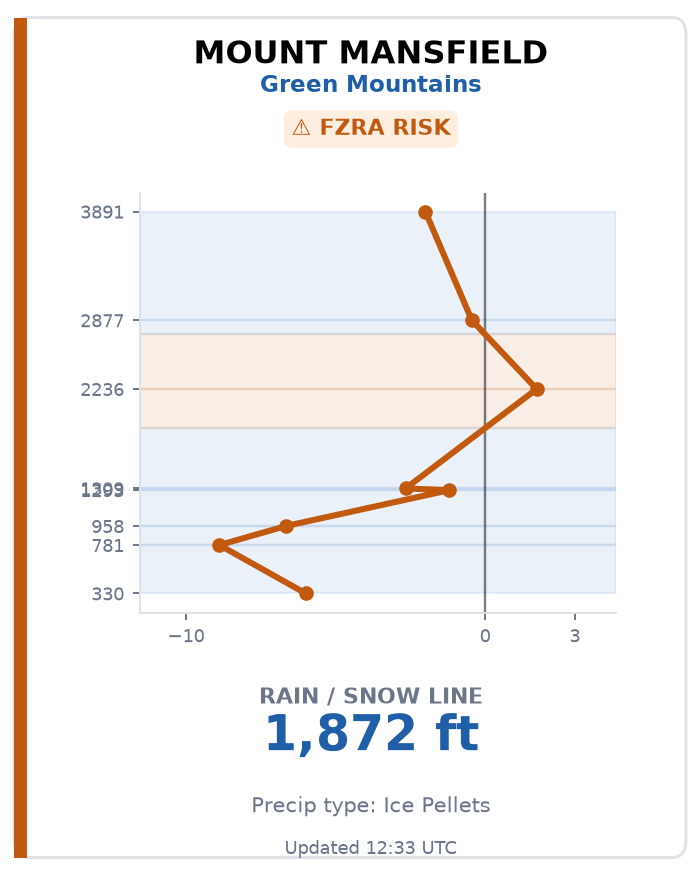 MOUNT MANSFIELD
Green Mountains
⚠ FZRA RISK
3891
2877
2236
958
781
330
−10 0 3
RAIN / SNOW LINE
1,872 ft
Precip type: Ice Pellets
Updated 12:33 UTC